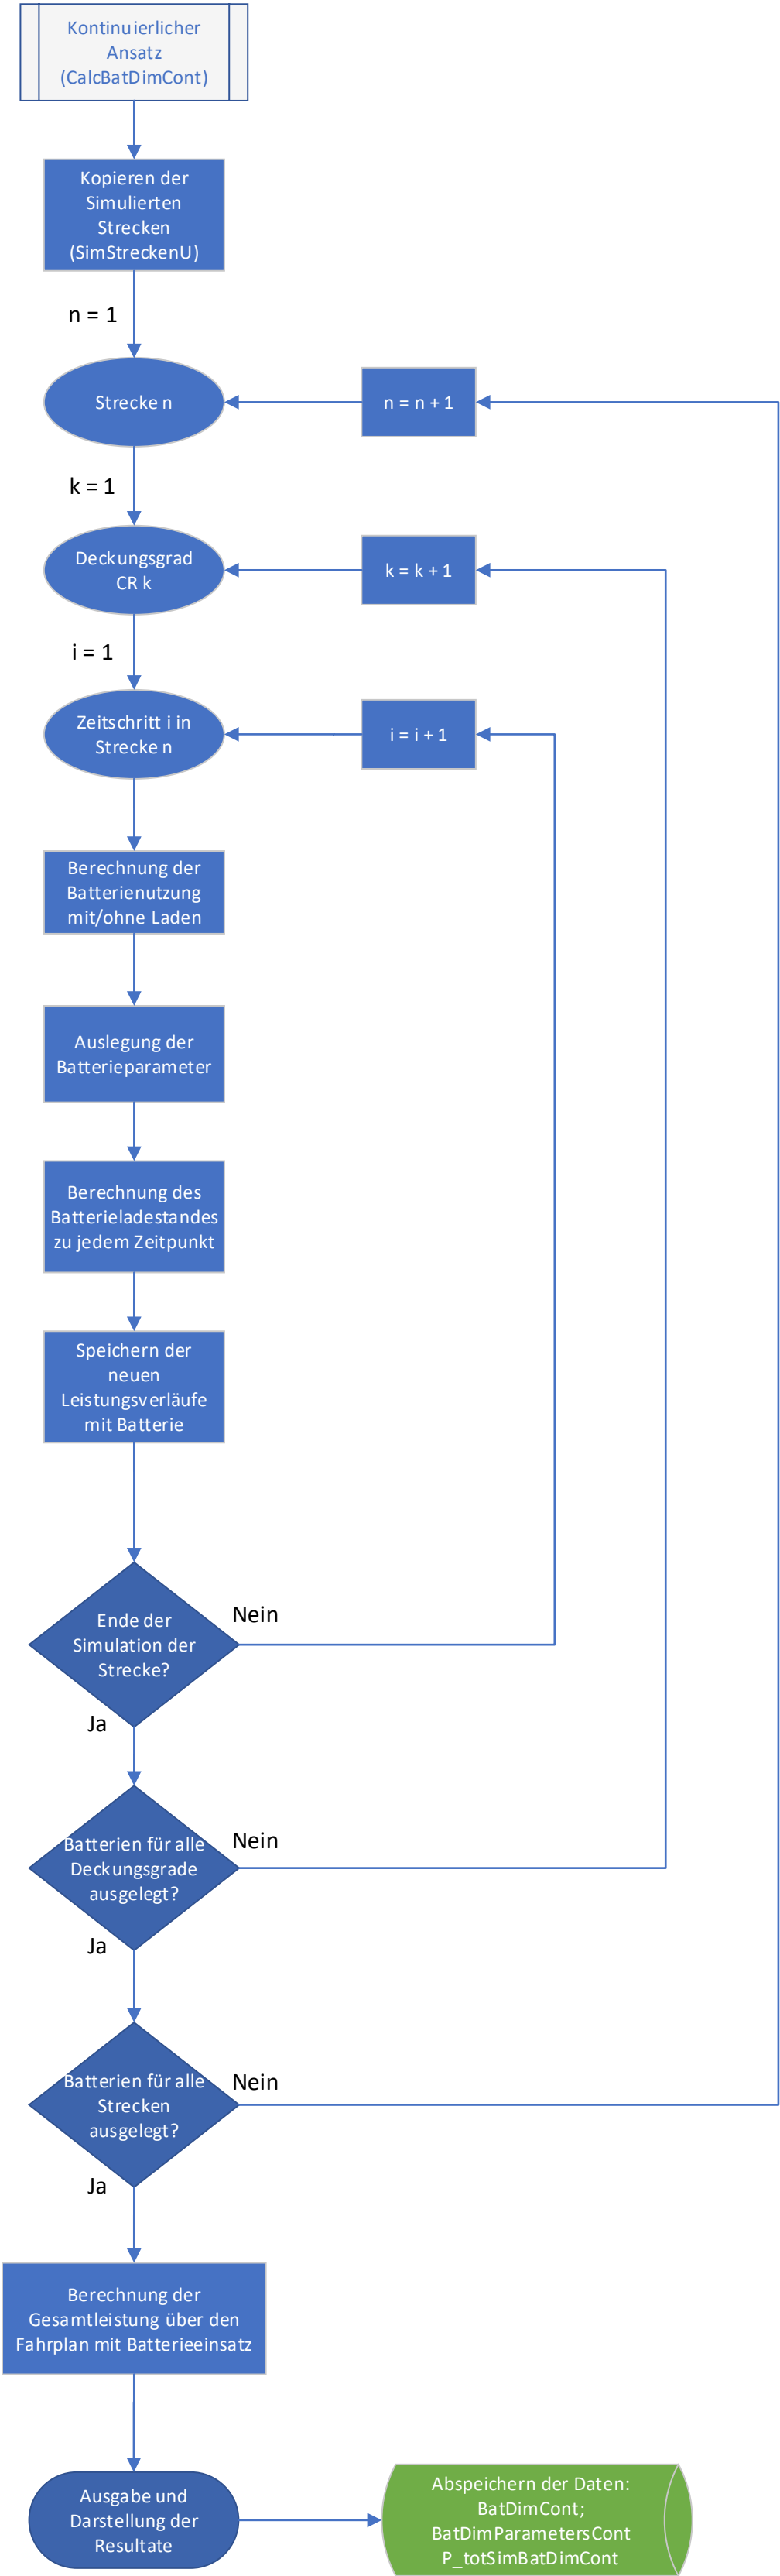 Kontinuierlicher
Ansatz
(CalcBatDimCont)
Kopieren der
Simulierten
Strecken
(SimStreckenU)
n = 1
Strecke n
n = n + 1
k = 1
Deckungsgrad
CR k
k = k + 1
i = 1
Zeitschritt i in
Strecke n
i = i + 1
Berechnung der
Batterienutzung
mit/ohne Laden
Auslegung der
Batterieparameter
Berechnung des
Batterieladestandes
zu jedem Zeitpunkt
Speichern der
neuen
Leistungsverläufe
mit Batterie
Ende der
Simulation der
Strecke?
Nein
Ja
Batterien für alle
Deckungsgrade
ausgelegt?
Nein
Ja
Batterien für alle
Strecken
ausgelegt?
Nein
Ja
Berechnung der
Gesamtleistung über den
Fahrplan mit Batterieeinsatz
Ausgabe und
Darstellung der
Resultate
Abspeichern der Daten:
BatDimCont;
BatDimParametersCont
P_totSimBatDimCont